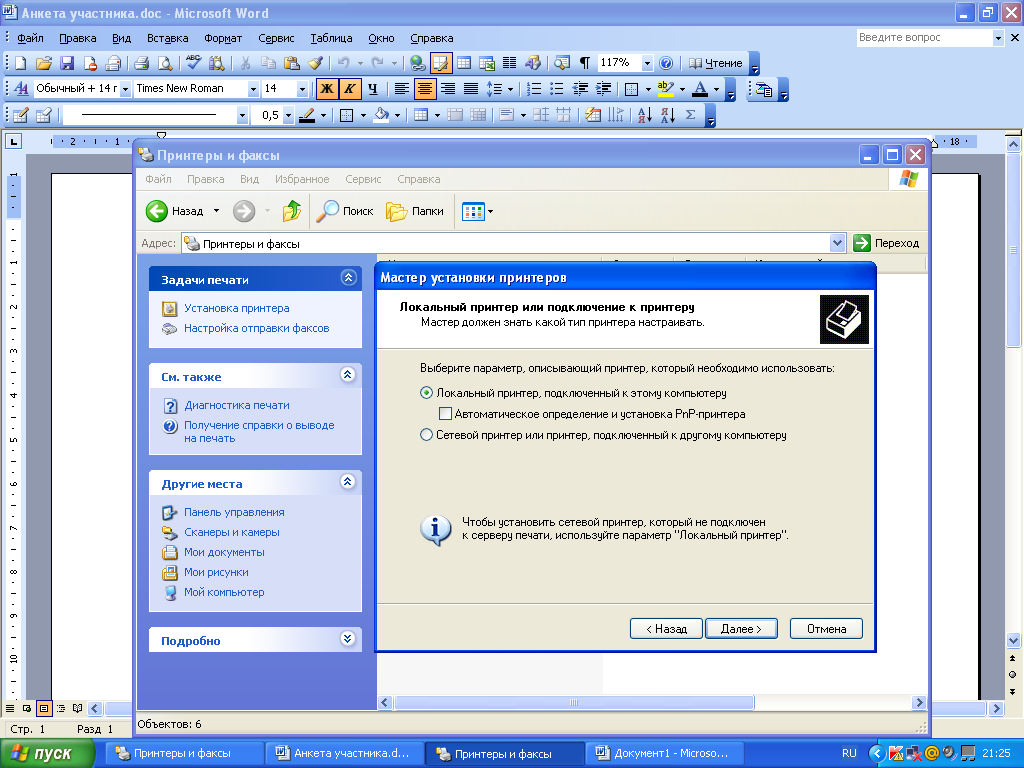 Анкета участника.doc - Microsoft Word
Файл Правка Вид Вставка Формат Сервис Таблица Окно Справка
Введите вопрос
117% Чтение
Обычный + 14 г Times New Roman 14 Ж К Ч
0,5
2 1 18
Принтеры и факсы
Файл Правка Вид Избранное Сервис Справка
Назад Поиск Папки
Адрес: Принтеры и факсы Переход
Задачи печати
Установка принтера
Настройка отправки факсов
См. также
Диагностика печати
Получение справки о выводе
на печать
Другие места
Панель управления
Сканеры и камеры
Мои документы
Мои рисунки
Мой компьютер
Подробно
Мастер установки принтеров
Локальный принтер или подключение к принтеру
Мастер должен знать какой тип принтера настраивать.
Выберите параметр, описывающий принтер, который необходимо использовать:
Локальный принтер, подключенный к этому компьютеру
Автоматическое определение и установка PnP-принтера
Сетевой принтер или принтер, подключенный к другому компьютеру
Чтобы установить сетевой принтер, который не подключен
к серверу печати, используйте параметр "Локальный принтер".
< Назад Далее > Отмена
Объектов: 6
Стр. 1 Разд 1
пуск Принтеры и факсы Анкета участника.d... Принтеры и факсы Документ1 - Microso... RU 21:25